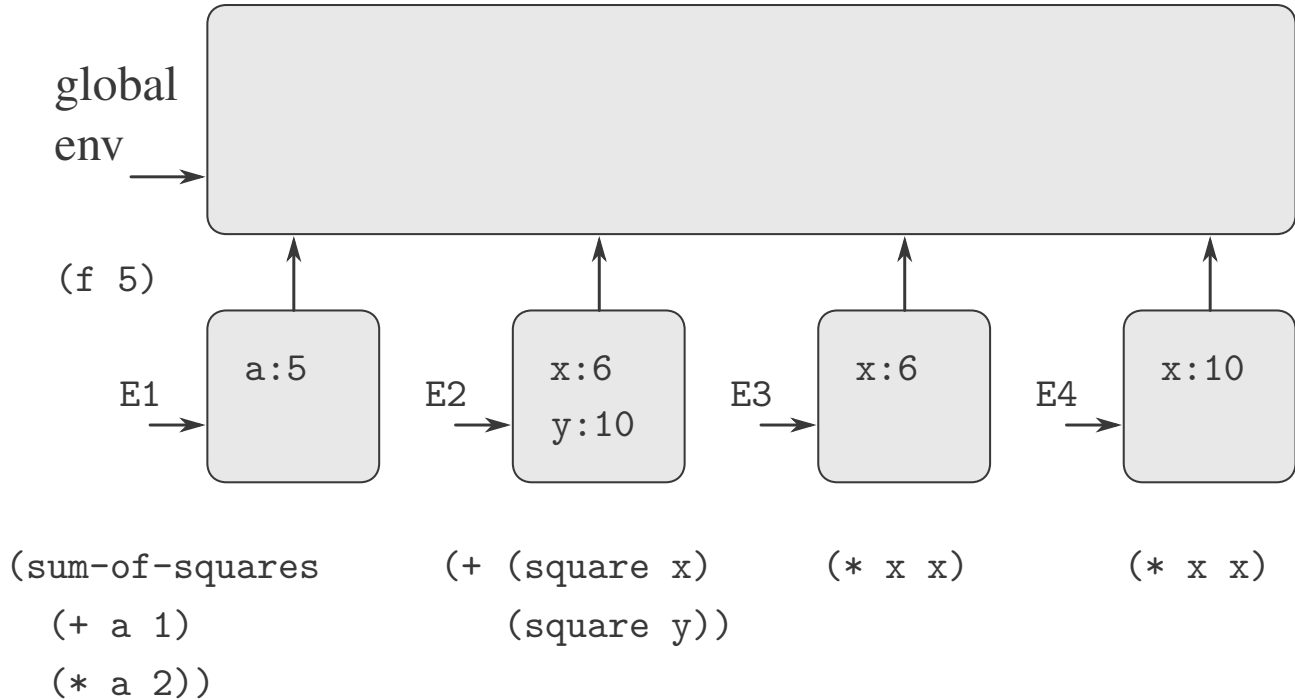 global
env
(f 5)
E1
a:5
E2
x:6
y:10
E3
x:6
E4
x:10
(sum-of-squares
(+ a 1)
(* a 2))
(+ (square x)
(square y))
(* x x)
(* x x)